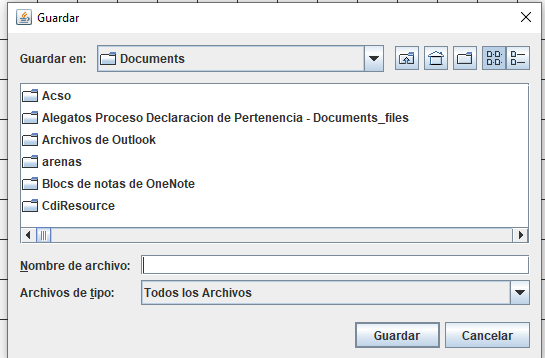 Guardar
Guardar en: Documents
Acso
Alegatos Proceso Declaracion de Pertenencia - Documents_files
Archivos de Outlook
arenas
Blocs de notas de OneNote
CdiResource
Nombre de archivo:
Archivos de tipo: Todos los Archivos
Guardar Cancelar